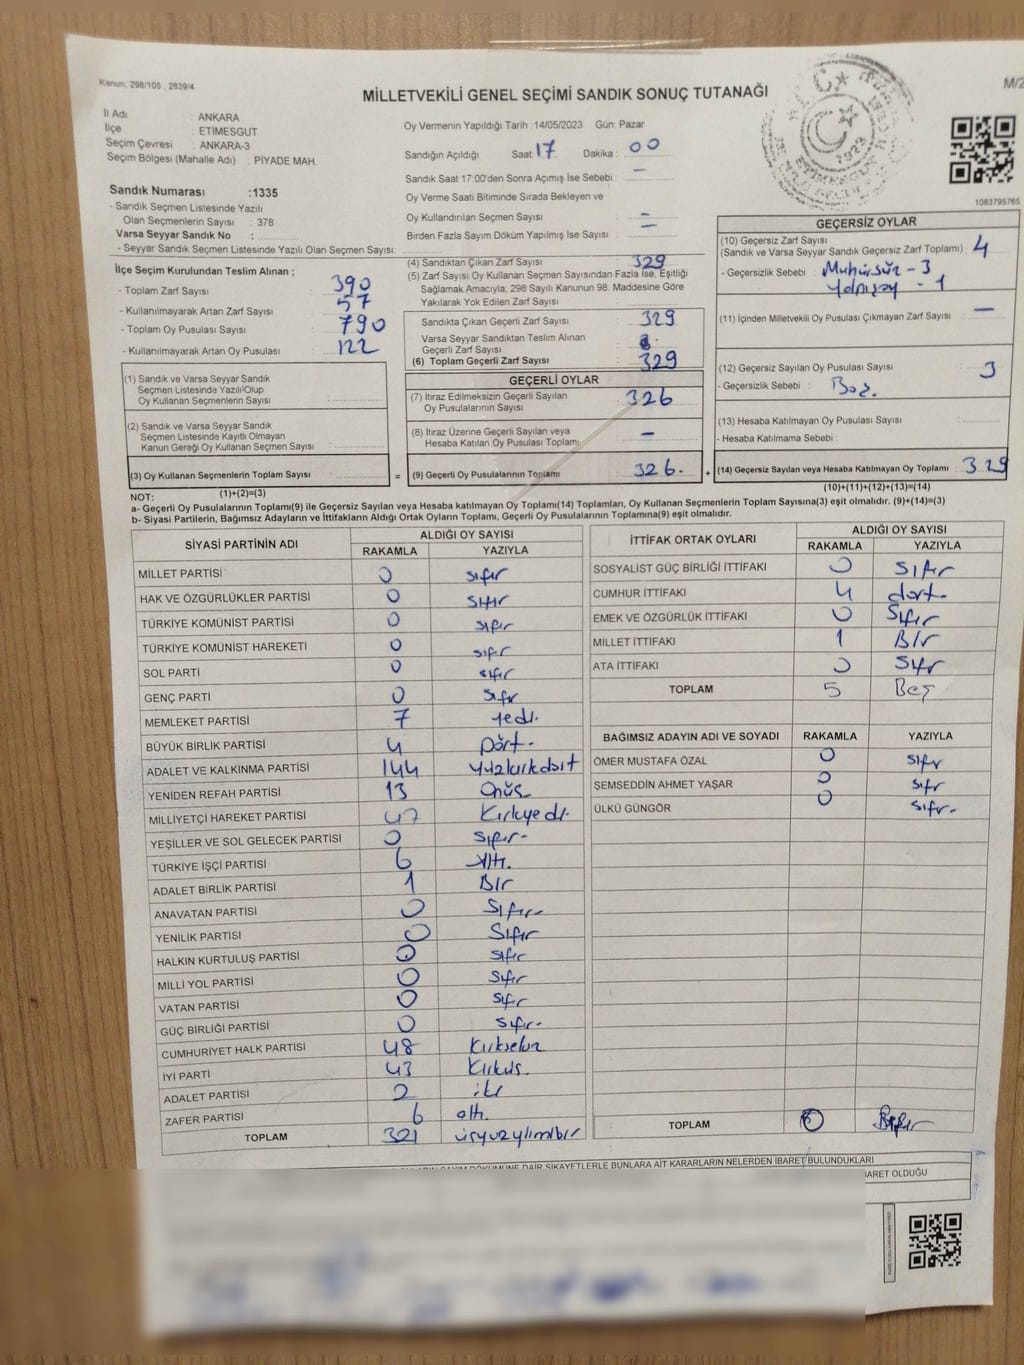 Kanun, 298/105 , 2839/4
M/2
MİLLETVEKİLİ GENEL SEÇİMİ SANDIK SONUÇ TUTANAĞI
İl Adı : ANKARA
İlçe : ETİMESGUT
Seçim Çevresi : ANKARA-3
Seçim Bölgesi (Mahalle Adı) : PİYADE MAH.
Oy Vermenin Yapıldığı Tarih :14/05/2023 Gün: Pazar
Sandığın Açıldığı Saat : 17 Dakika : 00
Sandık Saat 17:00'den Sonra Açımış İse Sebebi : –
Oy Verme Saati Bitiminde Sırada Bekleyen ve
Oy Kullandırılan Seçmen Sayısı : –
Birden Fazla Sayım Döküm Yapılmış İse Sayısı : –
1083795765
Sandık Numarası :1335
- Sandık Seçmen Listesinde Yazılı
Olan Seçmenlerin Sayısı : 378
Varsa Seyyar Sandık No :
- Seyyar Sandık Seçmen Listesinde Yazılı Olan Seçmen Sayısı:
İlçe Seçim Kurulundan Teslim Alınan ;
- Toplam Zarf Sayısı : 390
- Kullanılmayarak Artan Zarf Sayısı : 57
- Toplam Oy Pusulası Sayısı : 790
- Kullanılmayarak Artan Oy Pusulası : 122
(4) Sandıktan Çıkan Zarf Sayısı : 329
(5) Zarf Sayısı Oy Kullanan Seçmen Sayısından Fazla İse, Eşitliği
Sağlamak Amacıyla, 298 Sayılı Kanunun 98. Maddesine Göre
Yakılarak Yok Edilen Zarf Sayısı :
Sandıkta Çıkan Geçerli Zarf Sayısı : 329
Varsa Seyyar Sandıktan Teslim Alınan
Geçerli Zarf Sayısı :
(6) Toplam Geçerli Zarf Sayısı : 329
GEÇERSİZ OYLAR
(10) Geçersiz Zarf Sayısı
(Sandık ve Varsa Seyyar Sandık Geçersiz Zarf Toplamı) : 4
- Geçersizlik Sebebi : Mühürsüz - 3
- 1
(11) İçinden Milletvekili Oy Pusulası Çıkmayan Zarf Sayısı : –
(12) Geçersiz Sayılan Oy Pusulası Sayısı : 3
- Geçersizlik Sebebi : Boş.
(13) Hesaba Katılmayan Oy Pusulası Sayısı :
- Hesaba Katılmama Sebebi :
(14) Geçersiz Sayılan veya Hesaba Katılmayan Oy Toplamı : 329
(10)+(11)+(12)+(13)=(14)
(1) Sandık ve Varsa Seyyar Sandık
Seçmen Listesinde Yazılı Olup
Oy Kullanan Seçmenlerin Sayısı :
(2) Sandık ve Varsa Seyyar Sandık
Seçmen Listesinde Kayıtlı Olmayan
Kanun Gereği Oy Kullanan Seçmen Sayısı :
(3) Oy Kullanan Seçmenlerin Toplam Sayısı : =
(1)+(2)=(3)
GEÇERLİ OYLAR
(7) İtiraz Edilmeksizin Geçerli Sayılan
Oy Pusulalarının Sayısı : 326
(8) İtiraz Üzerine Geçerli Sayılan veya
Hesaba Katılan Oy Pusulası Toplamı : –
(9) Geçerli Oy Pusulalarının Toplamı : 326. +
NOT:
a- Geçerli Oy Pusulalarının Toplamı(9) ile Geçersiz Sayılan veya Hesaba katılmayan Oy Toplamı(14) Toplamları, Oy Kullanan Seçmenlerin Toplam Sayısına(3) eşit olmalıdır. (9)+(14)=(3)
b- Siyasi Partilerin, Bağımsız Adayların ve İttifakların Aldığı Ortak Oyların Toplamı, Geçerli Oy Pusulalarının Toplamına(9) eşit olmalıdır.
SİYASİ PARTİNİN ADI ALDIĞI OY SAYISI
RAKAMLA YAZIYLA
MİLLET PARTİSİ 0 sıfır
HAK VE ÖZGÜRLÜKLER PARTİSİ 0 sıfır
TÜRKİYE KOMÜNİST PARTİSİ 0 sıfır
TÜRKİYE KOMÜNİST HAREKETİ 0 sıfır
SOL PARTİ 0 sıfır
GENÇ PARTİ 0 sıfır
MEMLEKET PARTİSİ 7 yedi.
BÜYÜK BİRLİK PARTİSİ 4 Dört.
ADALET VE KALKINMA PARTİSİ 144 yüzkırkdört
YENİDEN REFAH PARTİSİ 13 Onüç
MİLLİYETÇİ HAREKET PARTİSİ 47 Kırkyedi.
YEŞİLLER VE SOL GELECEK PARTİSİ 0 sıfır.
TÜRKİYE İŞÇİ PARTİSİ 6 Altı.
ADALET BİRLİK PARTİSİ 1 Bir
ANAVATAN PARTİSİ 0 Sıfır
YENİLİK PARTİSİ 0 Sıfır
HALKIN KURTULUŞ PARTİSİ 0 sıfır
MİLLİ YOL PARTİSİ 0 sıfır
VATAN PARTİSİ 0 sıfır
GÜÇ BİRLİĞİ PARTİSİ 0 sıfır.
CUMHURİYET HALK PARTİSİ 48 Kırksekiz
İYİ PARTİ 43 Kırküç.
ADALET PARTİSİ 2 iki
ZAFER PARTİSİ 6 altı.
TOPLAM 321 üçyüzyirmibir
İTTİFAK ORTAK OYLARI ALDIĞI OY SAYISI
RAKAMLA YAZIYLA
SOSYALİST GÜÇ BİRLİĞİ İTTİFAKI 0 sıfır
CUMHUR İTTİFAKI 4 dört.
EMEK VE ÖZGÜRLÜK İTTİFAKI 0 Sıfır
MİLLET İTTİFAKI 1 Bir
ATA İTTİFAKI 0 Sıfır
TOPLAM 5 Beş
BAĞIMSIZ ADAYIN ADI VE SOYADI RAKAMLA YAZIYLA
ÖMER MUSTAFA ÖZAL 0 sıfır
ŞEMSEDDİN AHMET YAŞAR 0 sıfır
ÜLKÜ GÜNGÖR 0 sıfır.
TOPLAM 0
SAYIM DÖKÜMÜNE DAİR ŞİKAYETLERLE BUNLARA AİT KARARLARIN NELERDEN İBARET BULUNDUKLARI
İBARET OLDUĞU